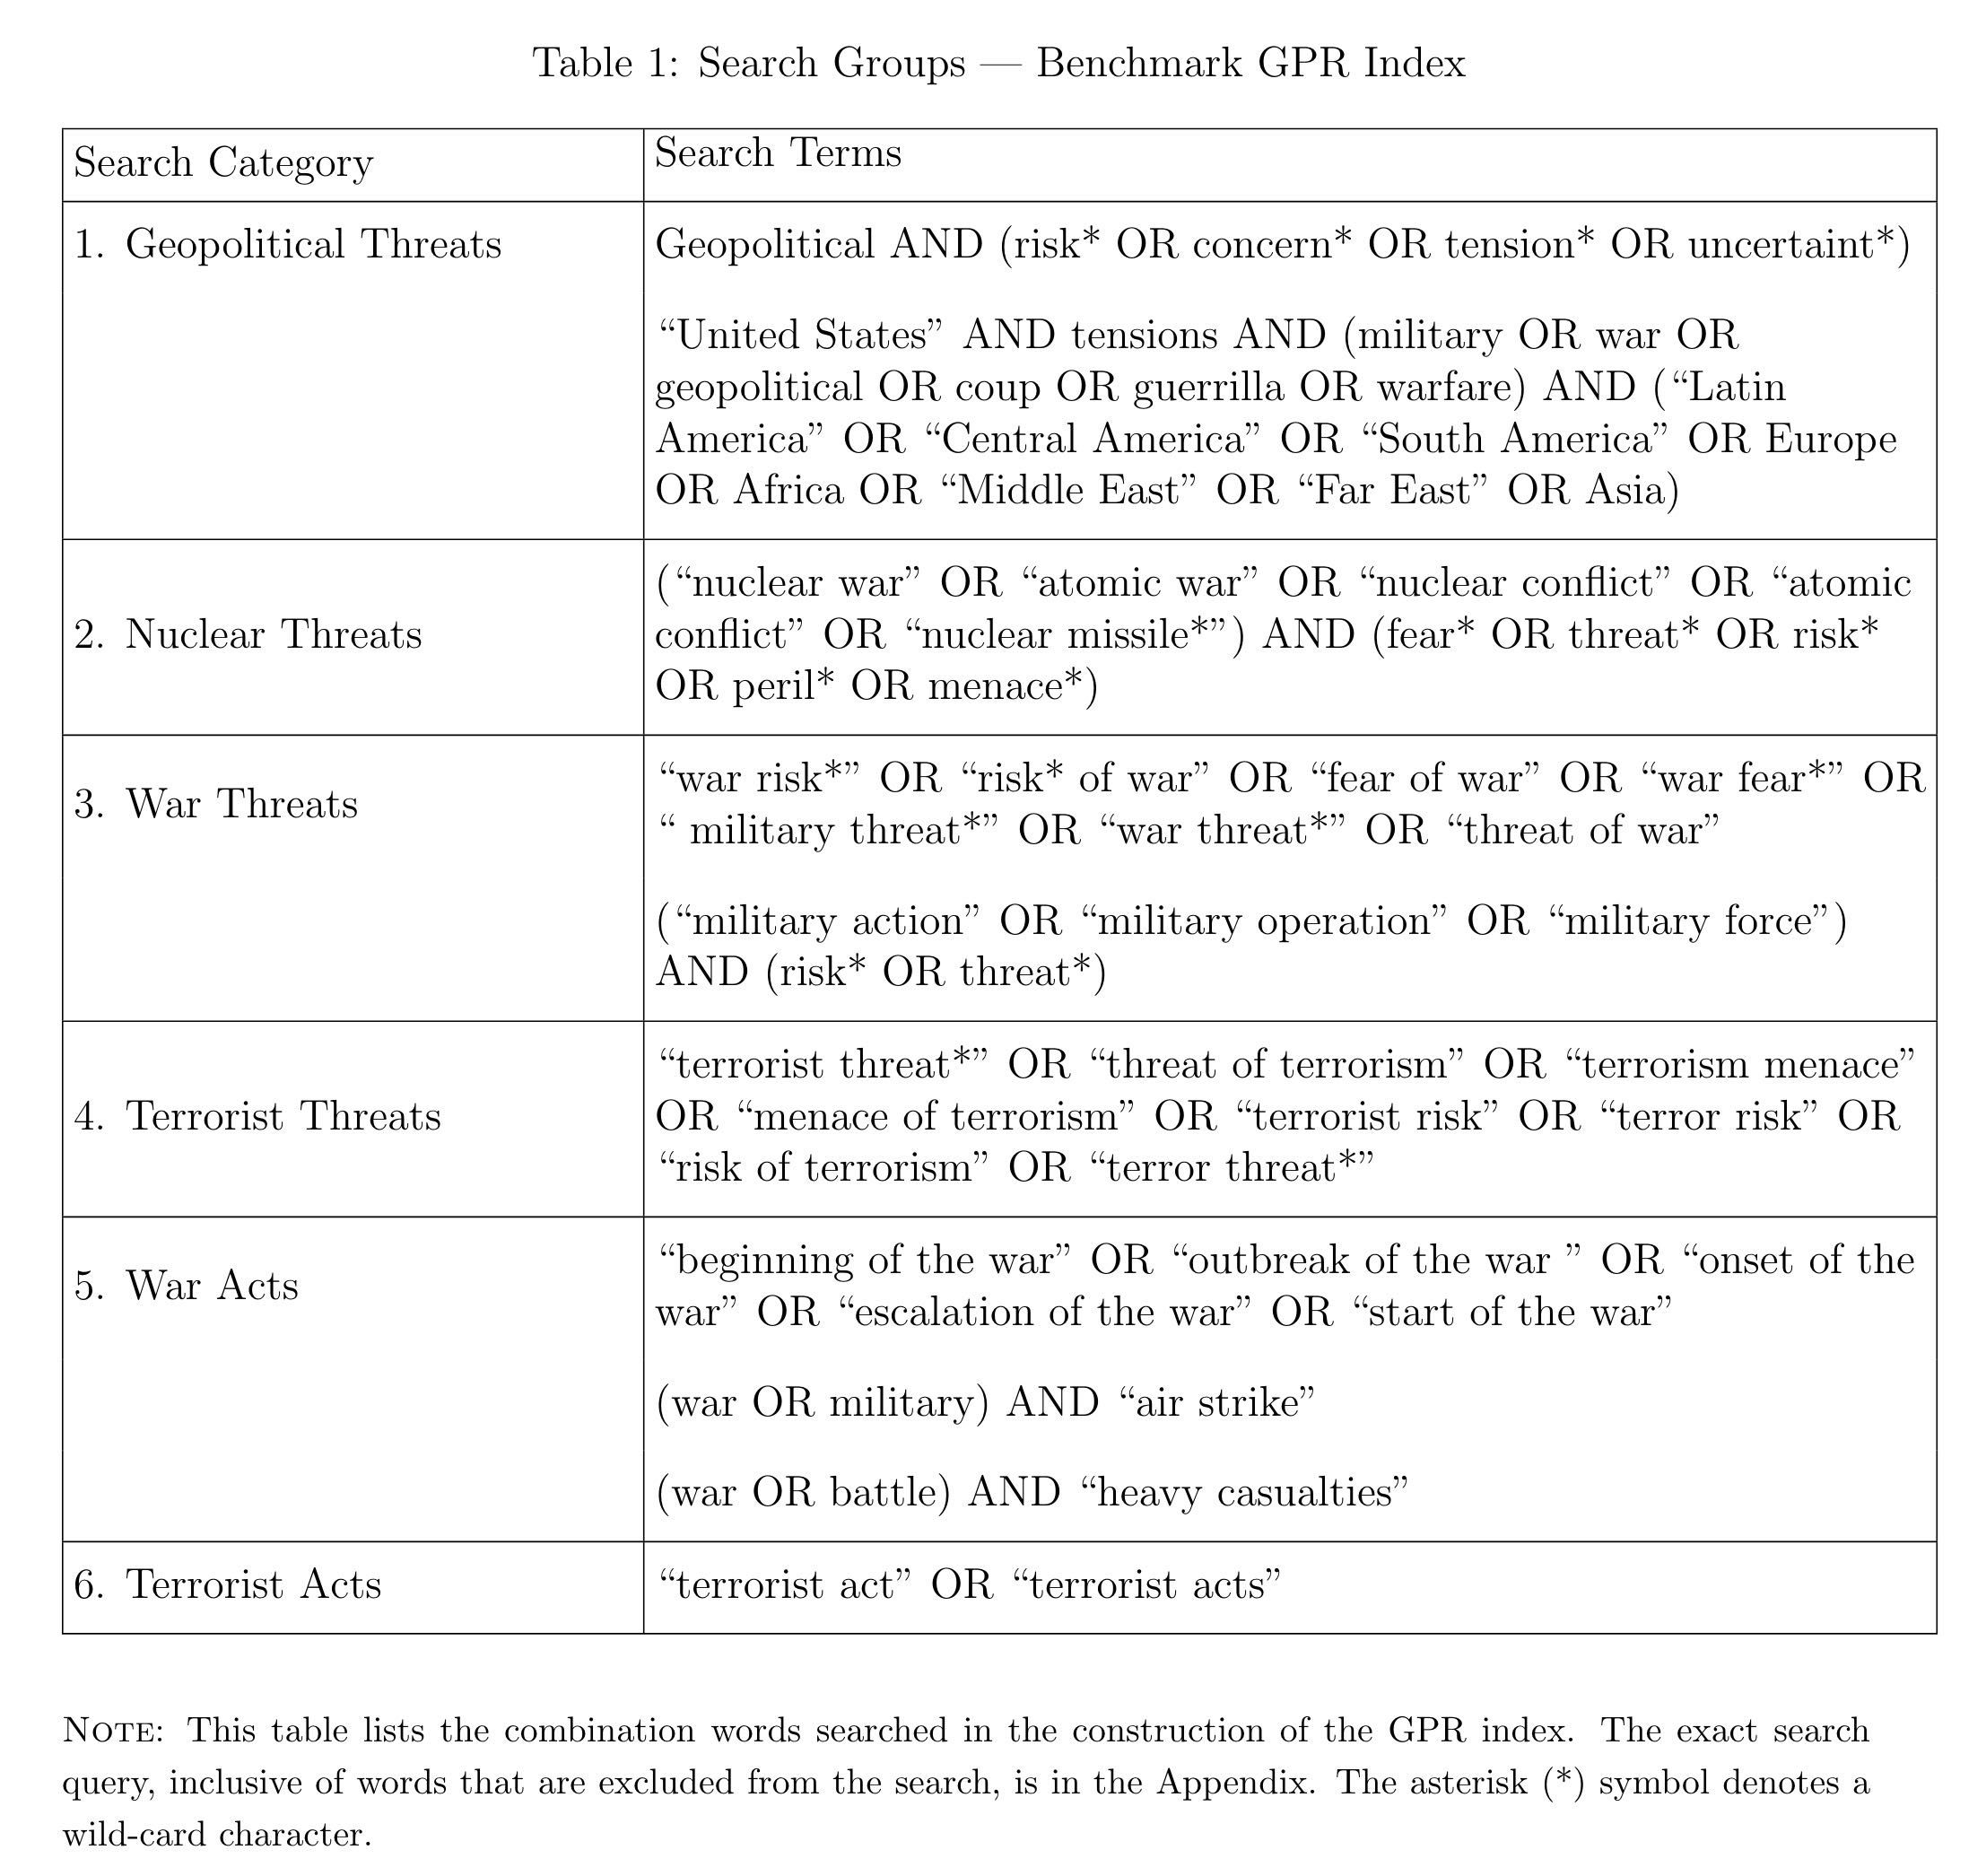 Table 1: Search Groups — Benchmark GPR Index
Search Category
Search Terms
1. Geopolitical Threats
Geopolitical AND (risk* OR concern* OR tension* OR uncertaint*)
“United States” AND tensions AND (military OR war OR
geopolitical OR coup OR guerrilla OR warfare) AND (“Latin
America” OR “Central America” OR “South America” OR Europe
OR Africa OR “Middle East” OR “Far East” OR Asia)
2. Nuclear Threats
(“nuclear war” OR “atomic war” OR “nuclear conflict” OR “atomic
conflict” OR “nuclear missile*”) AND (fear* OR threat* OR risk*
OR peril* OR menace*)
3. War Threats
“war risk*” OR “risk* of war” OR “fear of war” OR “war fear*” OR
“ military threat*” OR “war threat*” OR “threat of war”
(“military action” OR “military operation” OR “military force”)
AND (risk* OR threat*)
4. Terrorist Threats
“terrorist threat*” OR “threat of terrorism” OR “terrorism menace”
OR “menace of terrorism” OR “terrorist risk” OR “terror risk” OR
“risk of terrorism” OR “terror threat*”
5. War Acts
“beginning of the war” OR “outbreak of the war ” OR “onset of the
war” OR “escalation of the war” OR “start of the war”
(war OR military) AND “air strike”
(war OR battle) AND “heavy casualties”
6. Terrorist Acts
“terrorist act” OR “terrorist acts”
Note: This table lists the combination words searched in the construction of the GPR index. The exact search
query, inclusive of words that are excluded from the search, is in the Appendix. The asterisk (*) symbol denotes a
wild-card character.